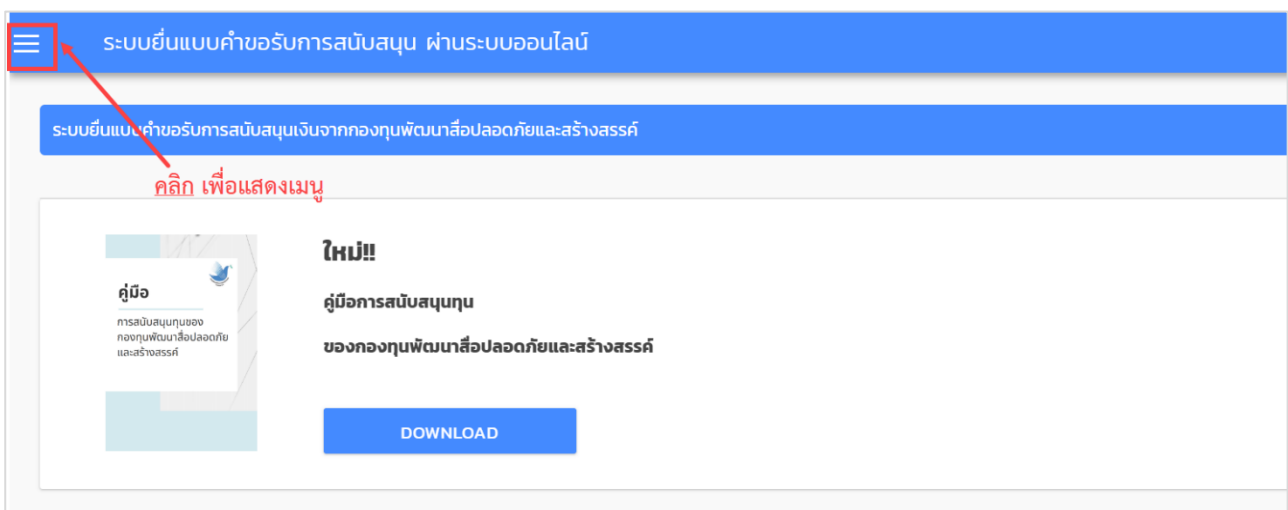 ระบบยื่นแบบคำขอรับการสนับสนุน ผ่านระบบออนไลน์
ระบบยื่นแบบคำขอรับการสนับสนุนเงินจากกองทุนพัฒนาสื่อปลอดภัยและสร้างสรรค์
คลิก เพื่อแสดงเมนู
คู่มือ
การสนับสนุนทุนของ
กองทุนพัฒนาสื่อปลอดภัย
และสร้างสรรค์
ใหม่!!
คู่มือการสนับสนุนทุน
ของกองทุนพัฒนาสื่อปลอดภัยและสร้างสรรค์
DOWNLOAD